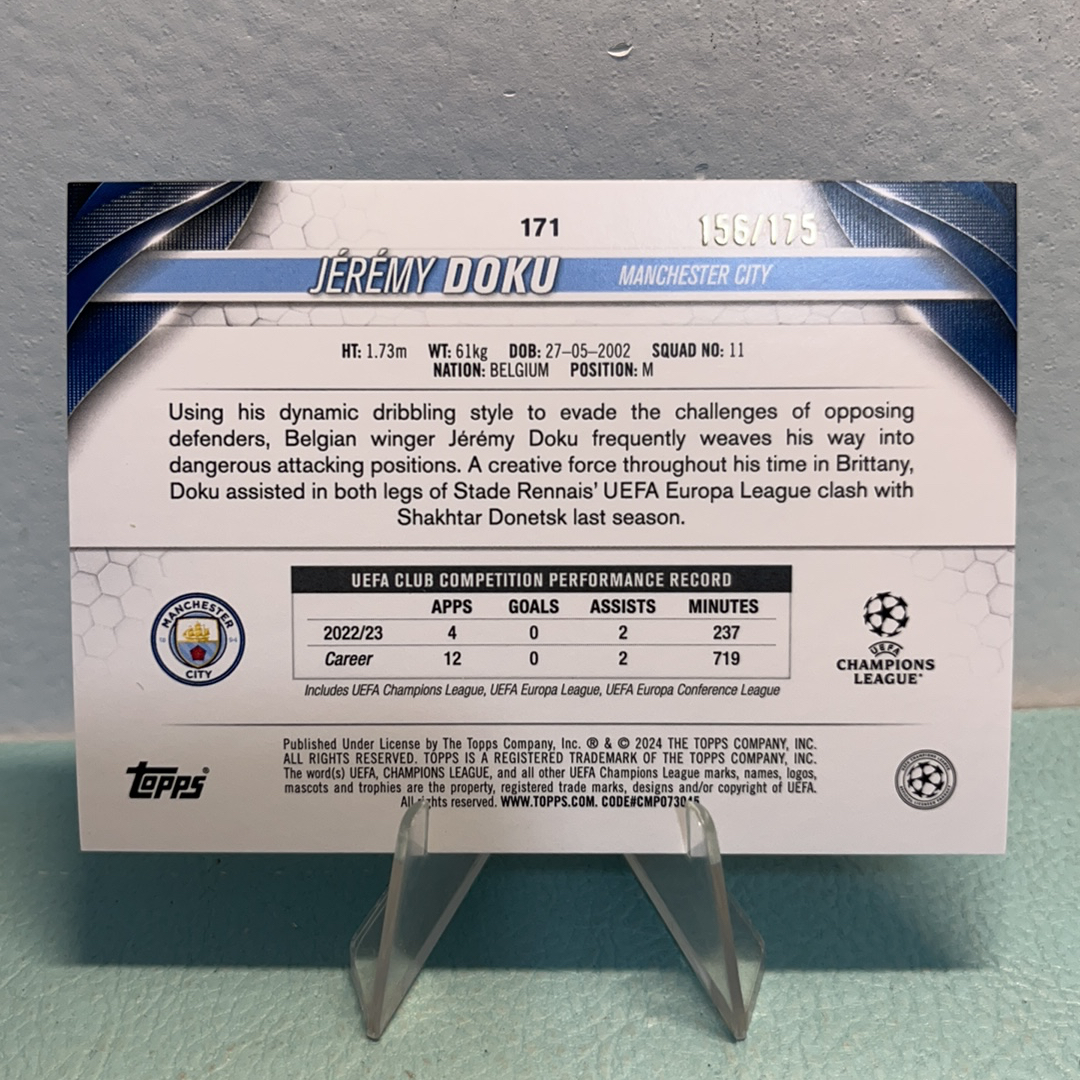 171
156/175
JÉRÉMY DOKU MANCHESTER CITY
HT: 1.73m WT: 61kg DOB: 27–05–2002 SQUAD NO: 11
NATION: BELGIUM POSITION: M
Using his dynamic dribbling style to evade the challenges of opposing
defenders, Belgian winger Jérémy Doku frequently weaves his way into
dangerous attacking positions. A creative force throughout his time in Brittany,
Doku assisted in both legs of Stade Rennais' UEFA Europa League clash with
Shakhtar Donetsk last season.
UEFA CLUB COMPETITION PERFORMANCE RECORD
APPS GOALS ASSISTS MINUTES
2022/23 4 0 2 237
Career 12 0 2 719
Includes UEFA Champions League, UEFA Europa League, UEFA Europa Conference League
MANCHESTER
18 94
CITY
UEFA
CHAMPIONS
LEAGUE®
Published Under License by The Topps Company, Inc. ® & © 2024 THE TOPPS COMPANY, INC.
ALL RIGHTS RESERVED. TOPPS IS A REGISTERED TRADEMARK OF THE TOPPS COMPANY, INC.
The word(s) UEFA, CHAMPIONS LEAGUE, and all other UEFA Champions League marks, names, logos,
mascots and trophies are the property, registered trade marks, designs and/or copyright of UEFA.
All rights reserved. WWW.TOPPS.COM. CODE#CMP073045
topps®